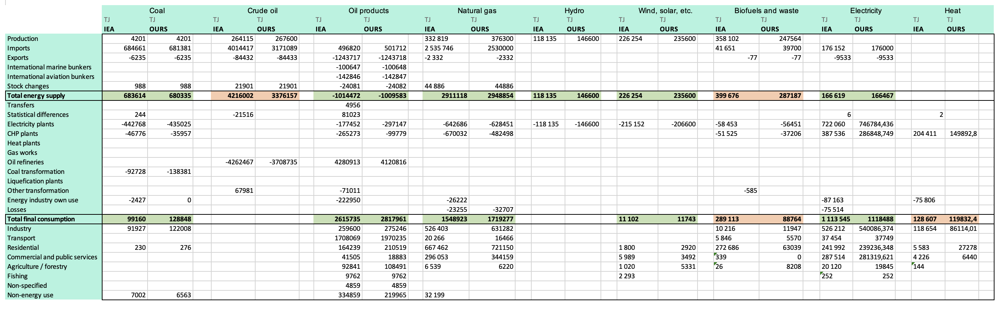 Coal Crude oil Oil products Natural gas Hydro Wind, solar, etc. Biofuels and waste Electricity Heat
TJ TJ TJ TJ TJ TJ TJ TJ TJ TJ TJ TJ TJ TJ TJ TJ TJ TJ
IEA OURS IEA OURS IEA OURS IEA OURS IEA OURS IEA OURS IEA OURS IEA OURS IEA OURS
Production 4201 4201 264115 267600 332 819 376300 118 135 146600 226 254 235600 358 102 247564
Imports 684661 681381 4014417 3171089 496820 501712 2 535 746 2530000 41 651 39700 176 152 176000
Exports -6235 -6235 -84432 -84433 -1243717 -1243718 -2 332 -2332 -77 -77 -9533 -9533
International marine bunkers -100647 -100648
International aviation bunkers -142846 -142847
Stock changes 988 988 21901 21901 -24081 -24082 44 886 44886
Total energy supply 683614 680335 4216002 3376157 -1014472 -1009583 2911118 2948854 118 135 146600 226 254 235600 399 676 287187 166 619 166467
Transfers 4956
Statistical differences 244 -21516 81023 6 2
Electricity plants -442768 -435025 -177452 -297147 -642686 -628451 -118 135 -146600 -215 152 -206600 -58 453 -56451 722 060 746784,436
CHP plants -46776 -35957 -265273 -99779 -670032 -482498 -51 525 -37206 387 536 286848,749 204 411 149892,8
Heat plants
Gas works
Oil refineries -4262467 -3708735 4280913 4120816
Coal transformation -92728 -138381
Liquefication plants
Other transformation 67981 -71011 -585
Energy industry own use -2427 0 -222950 -26222 -87 163 -75 806
Losses -23255 -32707 -75 514
Total final consumption 99160 128848 2615735 2817961 1548923 1719277 11 102 11743 289 113 88764 1 113 545 1118488 128 607 119832,4
Industry 91927 122008 259600 275246 526 403 631282 10 216 11947 526 212 540086,374 118 654 86114,01
Transport 1708069 1970235 20 266 16466 5 846 5570 37 454 37749
Residential 230 276 164239 210519 667 462 721150 1 800 2920 272 686 63039 241 992 239236,348 5 583 27278
Commercial and public services 41505 18883 296 053 344159 5 989 3492 339 0 287 514 281319,621 4 226 6440
Agriculture / forestry 92841 108491 6 539 6220 1 020 5331 26 8208 20 120 19845 144
Fishing 9762 9762 2 293 252 252
Non-specified 4859 4859
Non-energy use 7002 6563 334859 219965 32 199